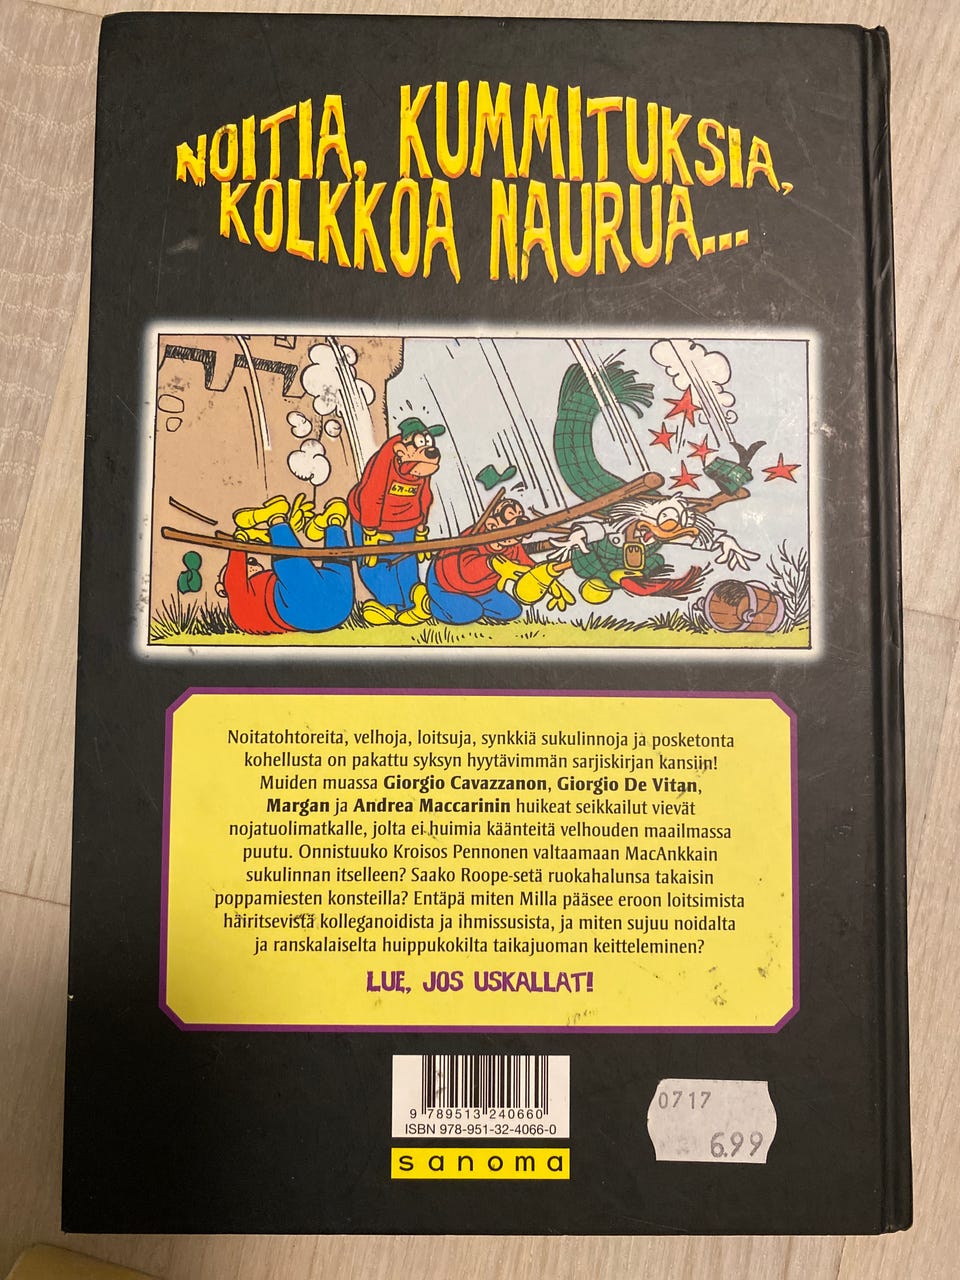 NOITIA, KUMMITUKSIA,
KOLKKOA NAURUA...
Noitatohtoreita, velhoja, loitsuja, synkkiä sukulinnoja ja posketonta
kohellusta on pakattu syksyn hyytävimmän sarjiskirjan kansiin!
Muiden muassa Giorgio Cavazzanon, Giorgio De Vitan,
Margan ja Andrea Maccarinin huikeat seikkailut vievät
nojatuolimatkalle, jolta ei huimia käänteitä velhouden maailmassa
puutu. Onnistuuko Kroisos Pennonen valtaamaan MacAnkkain
sukulinnan itselleen? Saako Roope-setä ruokahalunsa takaisin
poppamiesten konsteilla? Entäpä miten Milla pääsee eroon loitsimista
häiritsevistä kolleganoidista ja ihmissusista, ja miten sujuu noidalta
ja ranskalaiselta huippukokilta taikajuoman keitteleminen?
LUE, JOS USKALLAT!
9 789513 240660
ISBN 978-951-32-4066-0
sanoma
0717
6.99